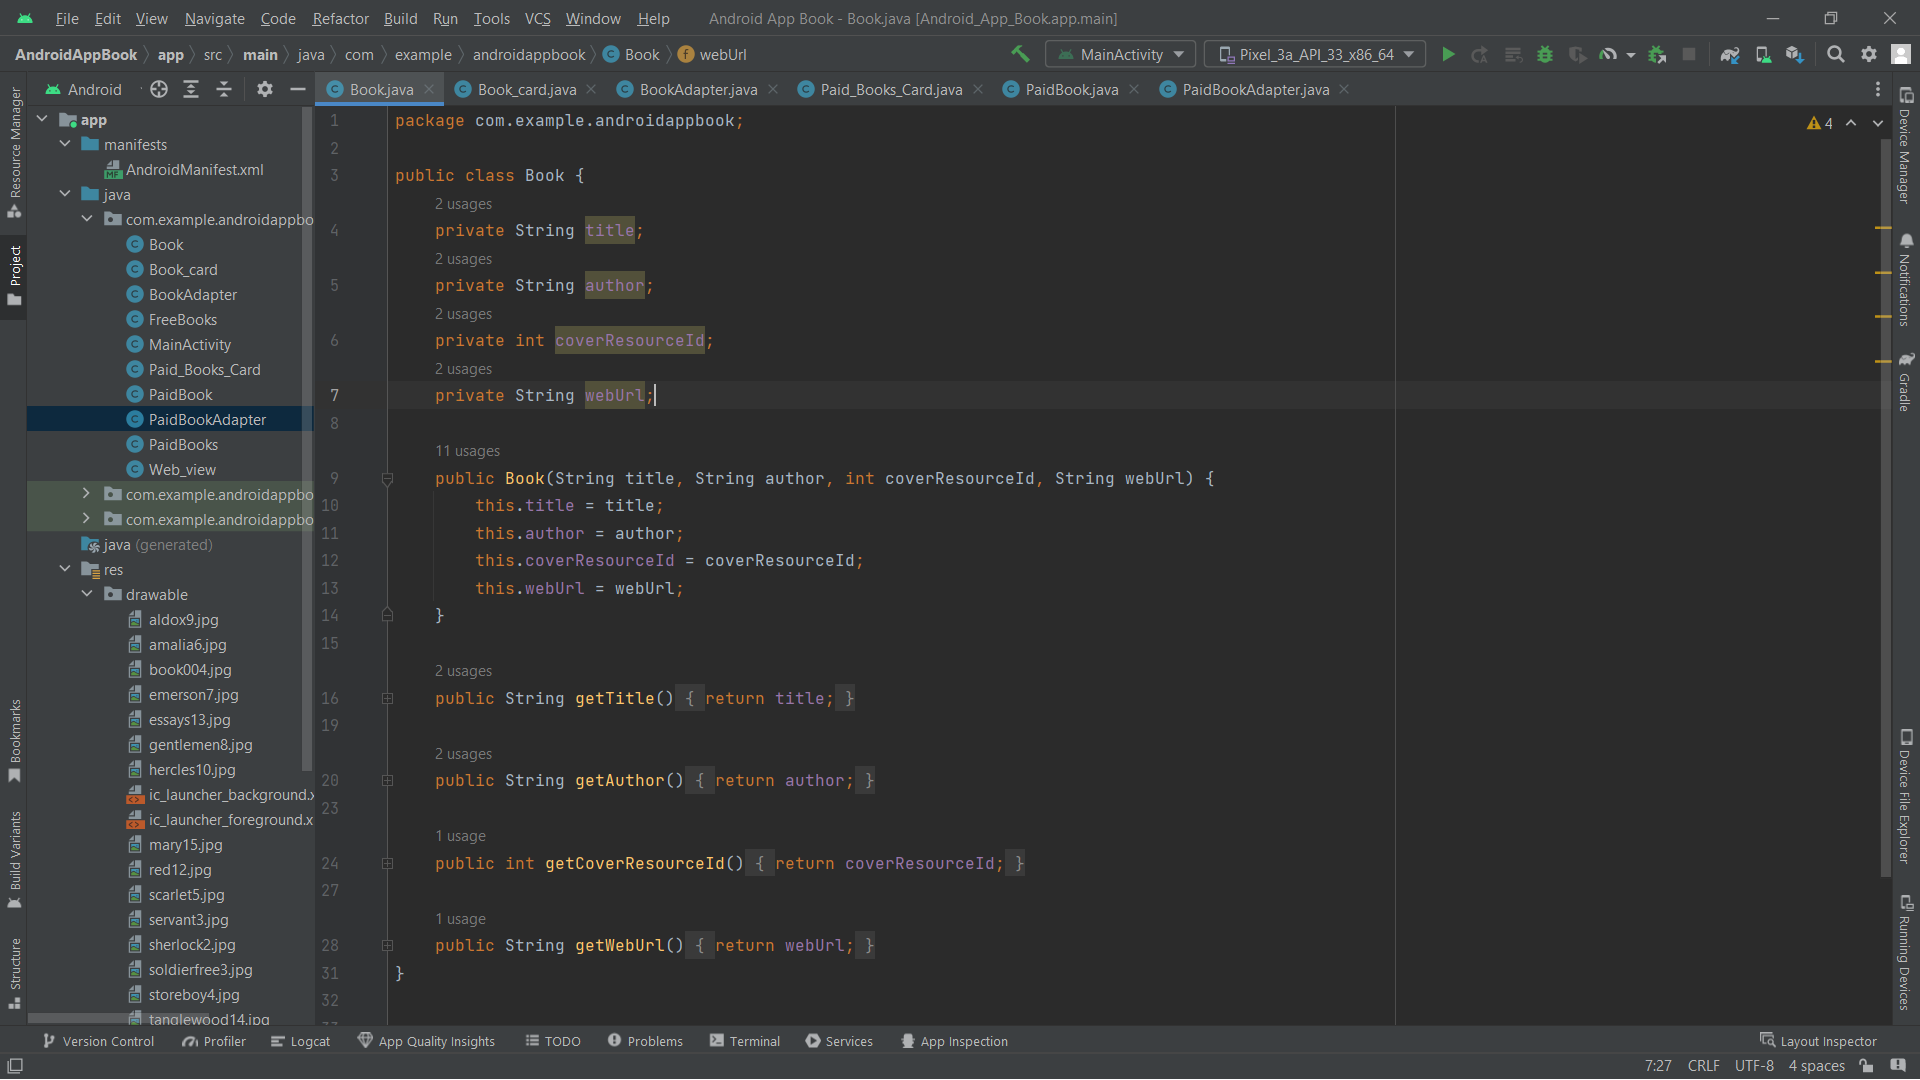 File Edit View Navigate Code Refactor Build Run Tools VCS Window Help Android App Book - Book.java [Android_App_Book.app.main]
AndroidAppBook app src main java com example androidappbook Book webUrl MainActivity Pixel_3a_API_33_x86_64
Android Book.java Book_card.java BookAdapter.java Paid_Books_Card.java PaidBook.java PaidBookAdapter.java
Resource Manager
Project
Bookmarks
Build Variants
Structure
app
manifests
AndroidManifest.xml
java
com.example.androidappbo
Book
Book_card
BookAdapter
FreeBooks
MainActivity
Paid_Books_Card
PaidBook
PaidBookAdapter
PaidBooks
Web_view
com.example.androidappbo
com.example.androidappbo
java (generated)
res
drawable
aldox9.jpg
amalia6.jpg
book004.jpg
emerson7.jpg
essays13.jpg
gentlemen8.jpg
hercles10.jpg
ic_launcher_background.x
ic_launcher_foreground.x
mary15.jpg
red12.jpg
scarlet5.jpg
servant3.jpg
sherlock2.jpg
soldierfree3.jpg
storeboy4.jpg
tanglewood14.jpg
1 package com.example.androidappbook;
2
3 public class Book {
2 usages
4 private String title;
2 usages
5 private String author;
2 usages
6 private int coverResourceId;
2 usages
7 private String webUrl;
8
11 usages
9 public Book(String title, String author, int coverResourceId, String webUrl) {
10 this.title = title;
11 this.author = author;
12 this.coverResourceId = coverResourceId;
13 this.webUrl = webUrl;
14 }
15
2 usages
16 public String getTitle() { return title; }
19
2 usages
20 public String getAuthor() { return author; }
23
1 usage
24 public int getCoverResourceId() { return coverResourceId; }
27
1 usage
28 public String getWebUrl() { return webUrl; }
31 }
32
4
Device Manager
Notifications
Gradle
Device File Explorer
Running Devices
Version Control Profiler Logcat App Quality Insights TODO Problems Terminal Services App Inspection Layout Inspector
7:27 CRLF UTF-8 4 spaces